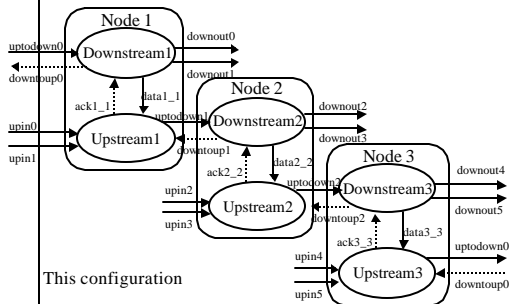 Node 1
uptodown0
Downstream1
downout0
downtoup0
downout1
ack1_1
data1_1
Node 2
upin0
Upstream1
uptodown1
Downstream2
downout2
upin1
downtoup1
downout3
ack2_2
data2_2
Node 3
upin2
Upstream2
uptodown2
Downstream3
downout4
upin3
downtoup2
downout5
ack3_3
data3_3
uptodown0
upin4
Upstream3
downtoup0
upin5
This configuration